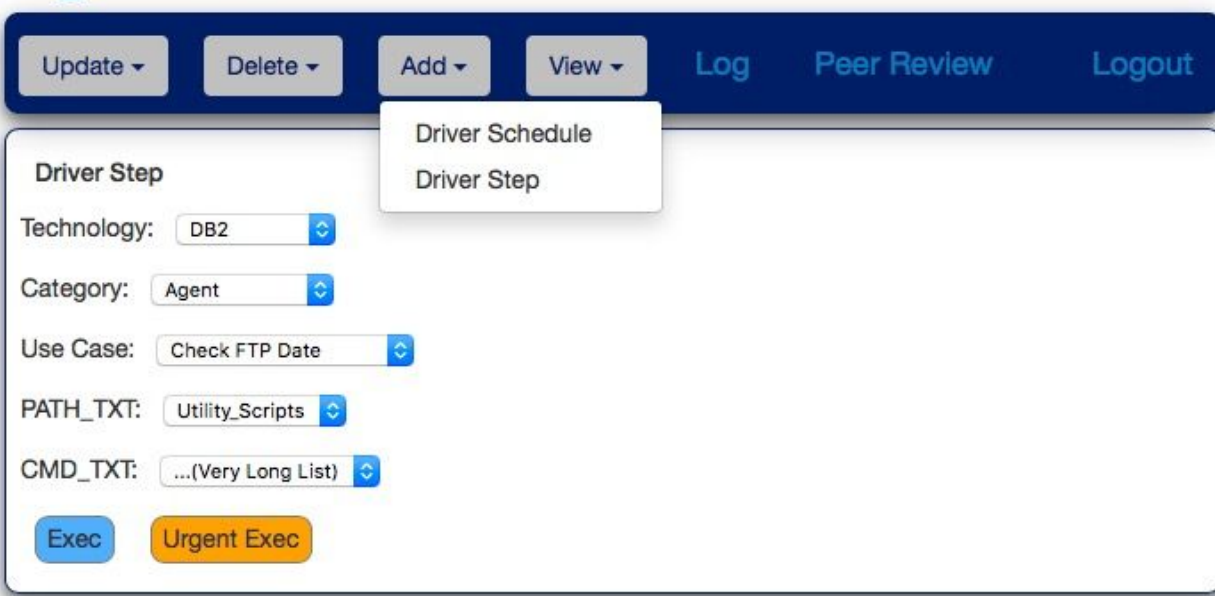 Update Delete Add View Log Peer Review Logout
Driver Schedule
Driver Step
Driver Step
Technology: DB2
Category: Agent
Use Case: Check FTP Date
PATH_TXT: Utility_Scripts
CMD_TXT: ...(Very Long List)
Exec Urgent Exec